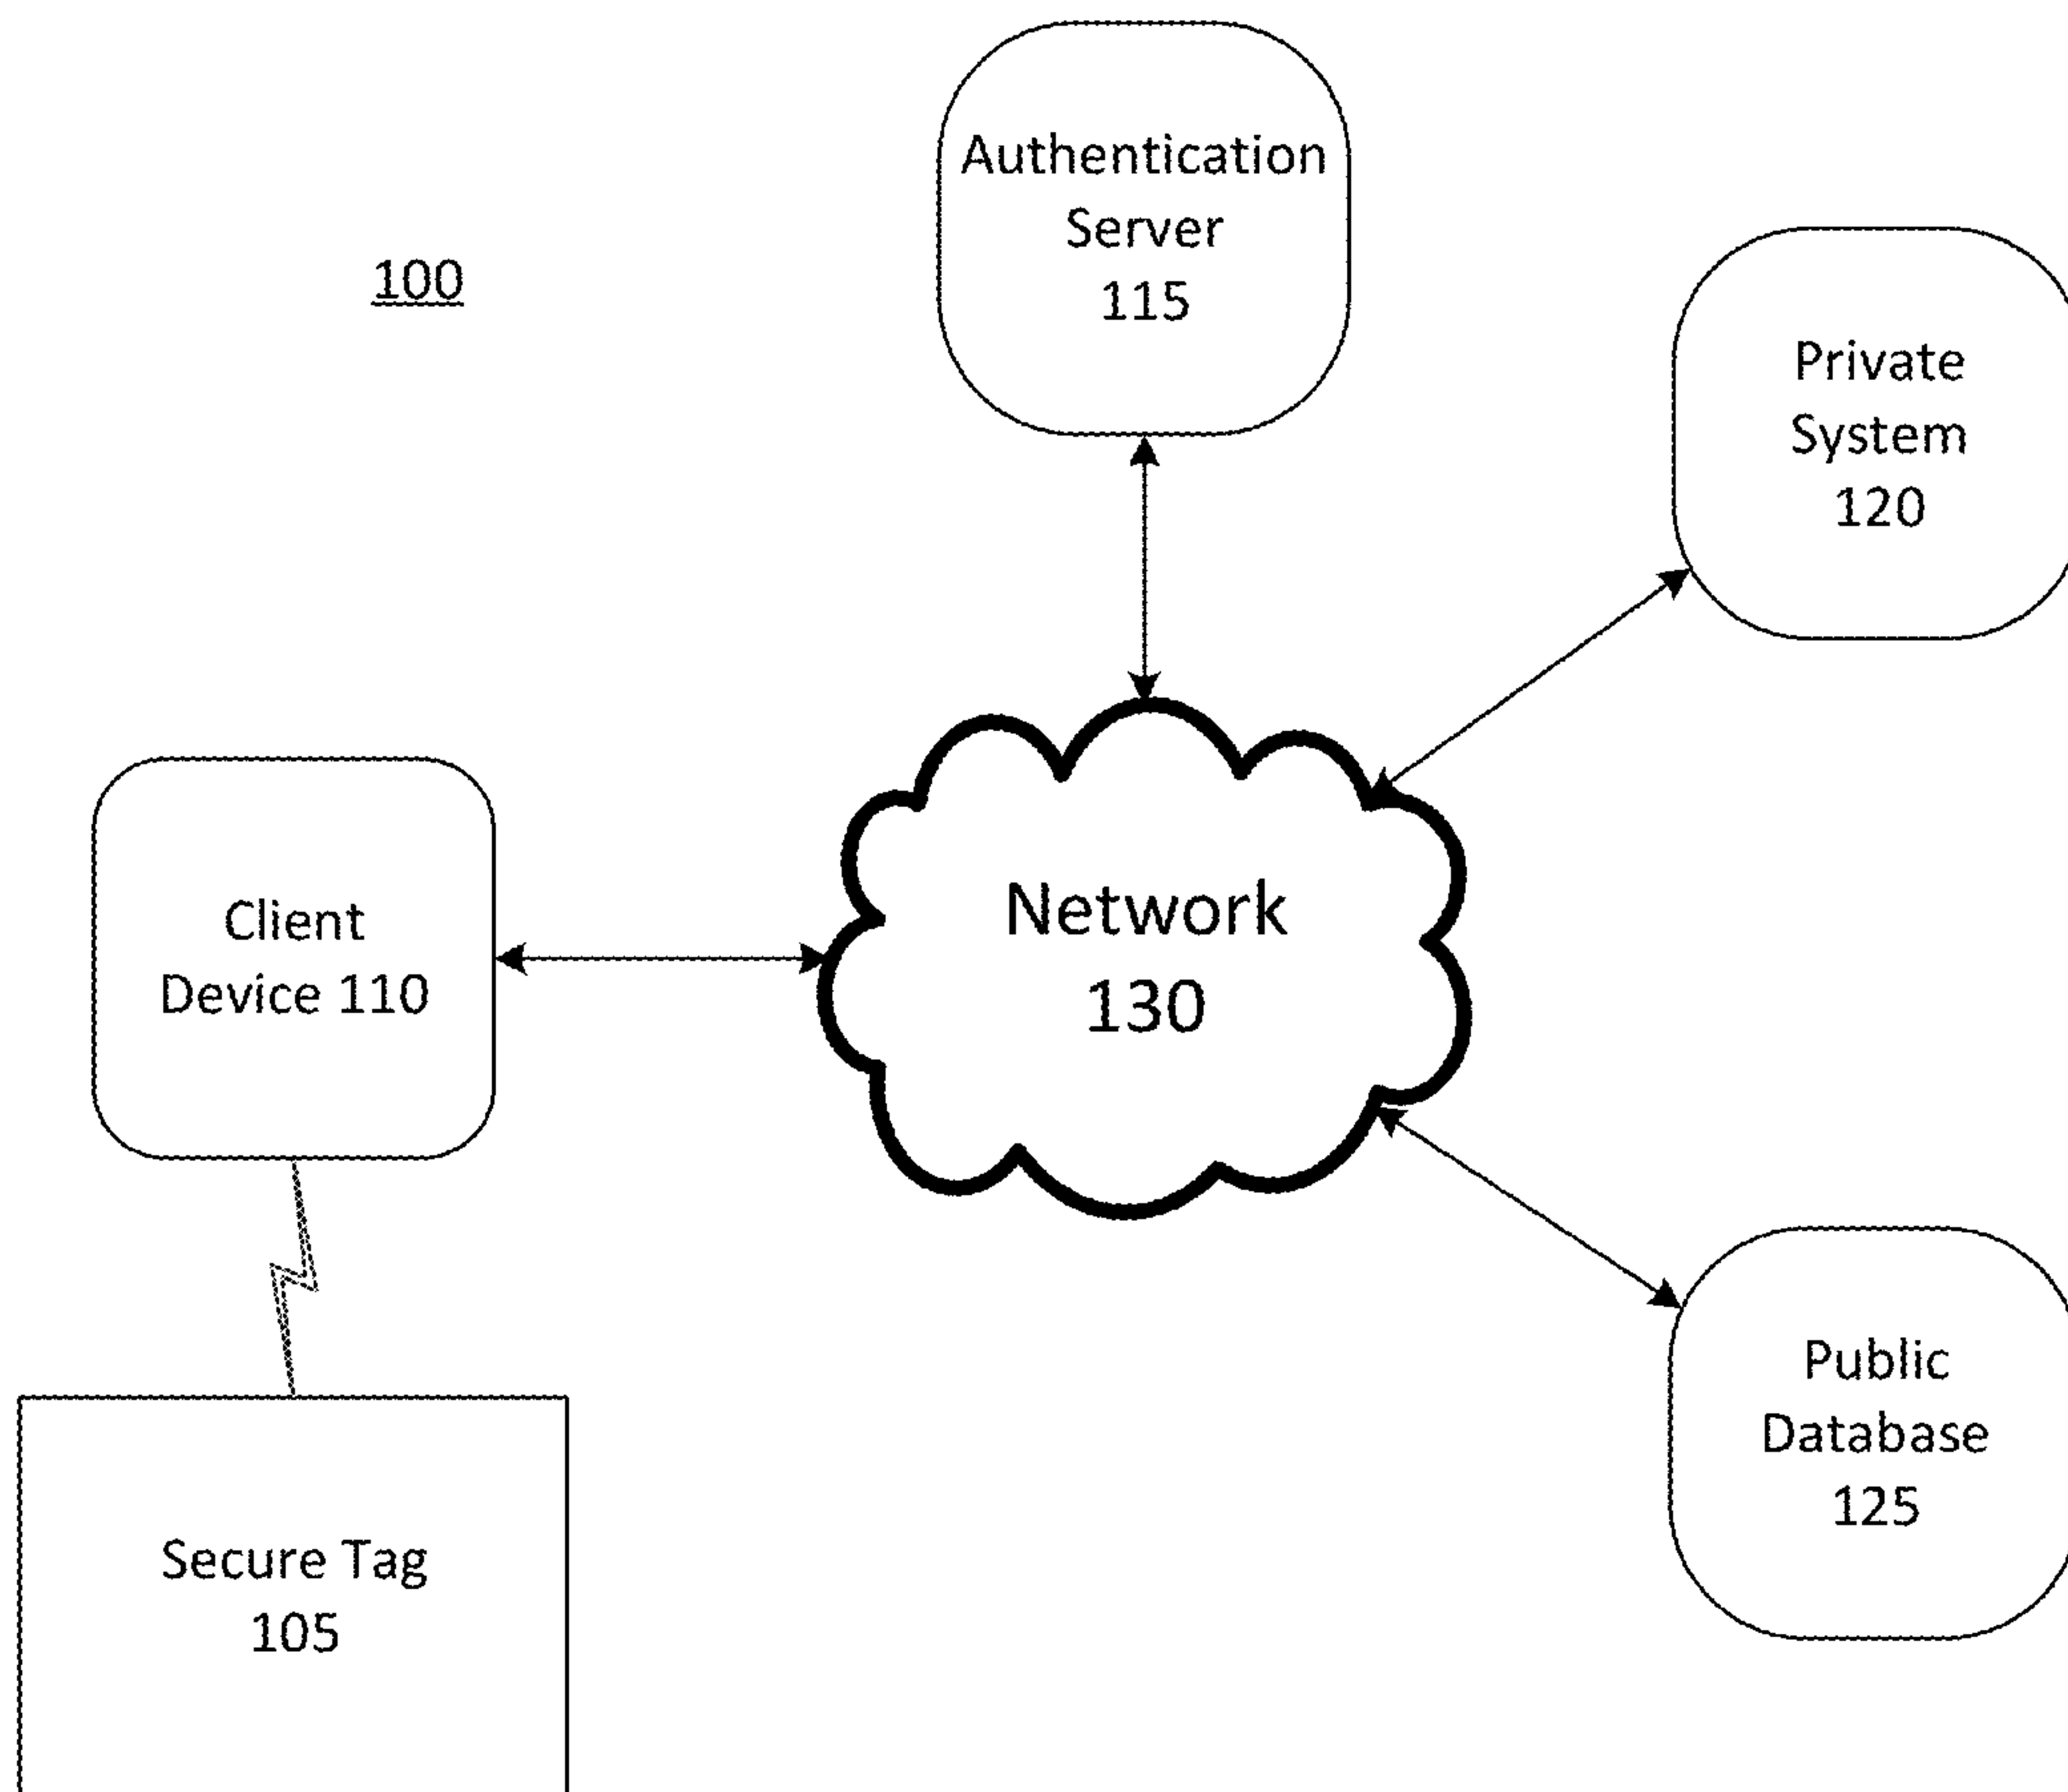 Authentication
Server
115
100
Private
System
120
Network
130
Client
Device 110
Public
Database
125
Secure Tag
105